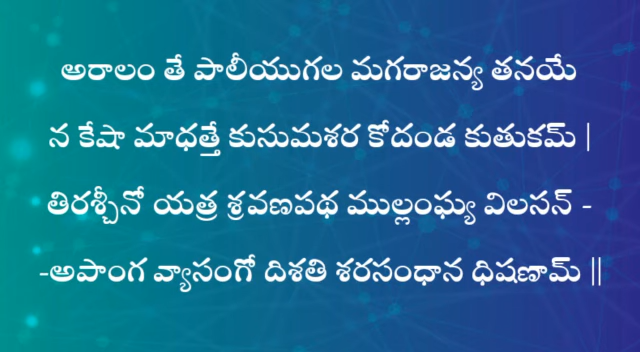 అరాలం తే పాలీయుగల మగరాజన్య తనయే
న కేషా మాధత్తే కుసుమశర కోదండ కుతుకమ్ |
తిరశ్చీనో యత్ర శ్రవణపథ ముల్లంఘ్య విలసన్ -
-అపాంగ వ్యాసంగో దిశతి శరసంధాన ధిషణామ్ ||